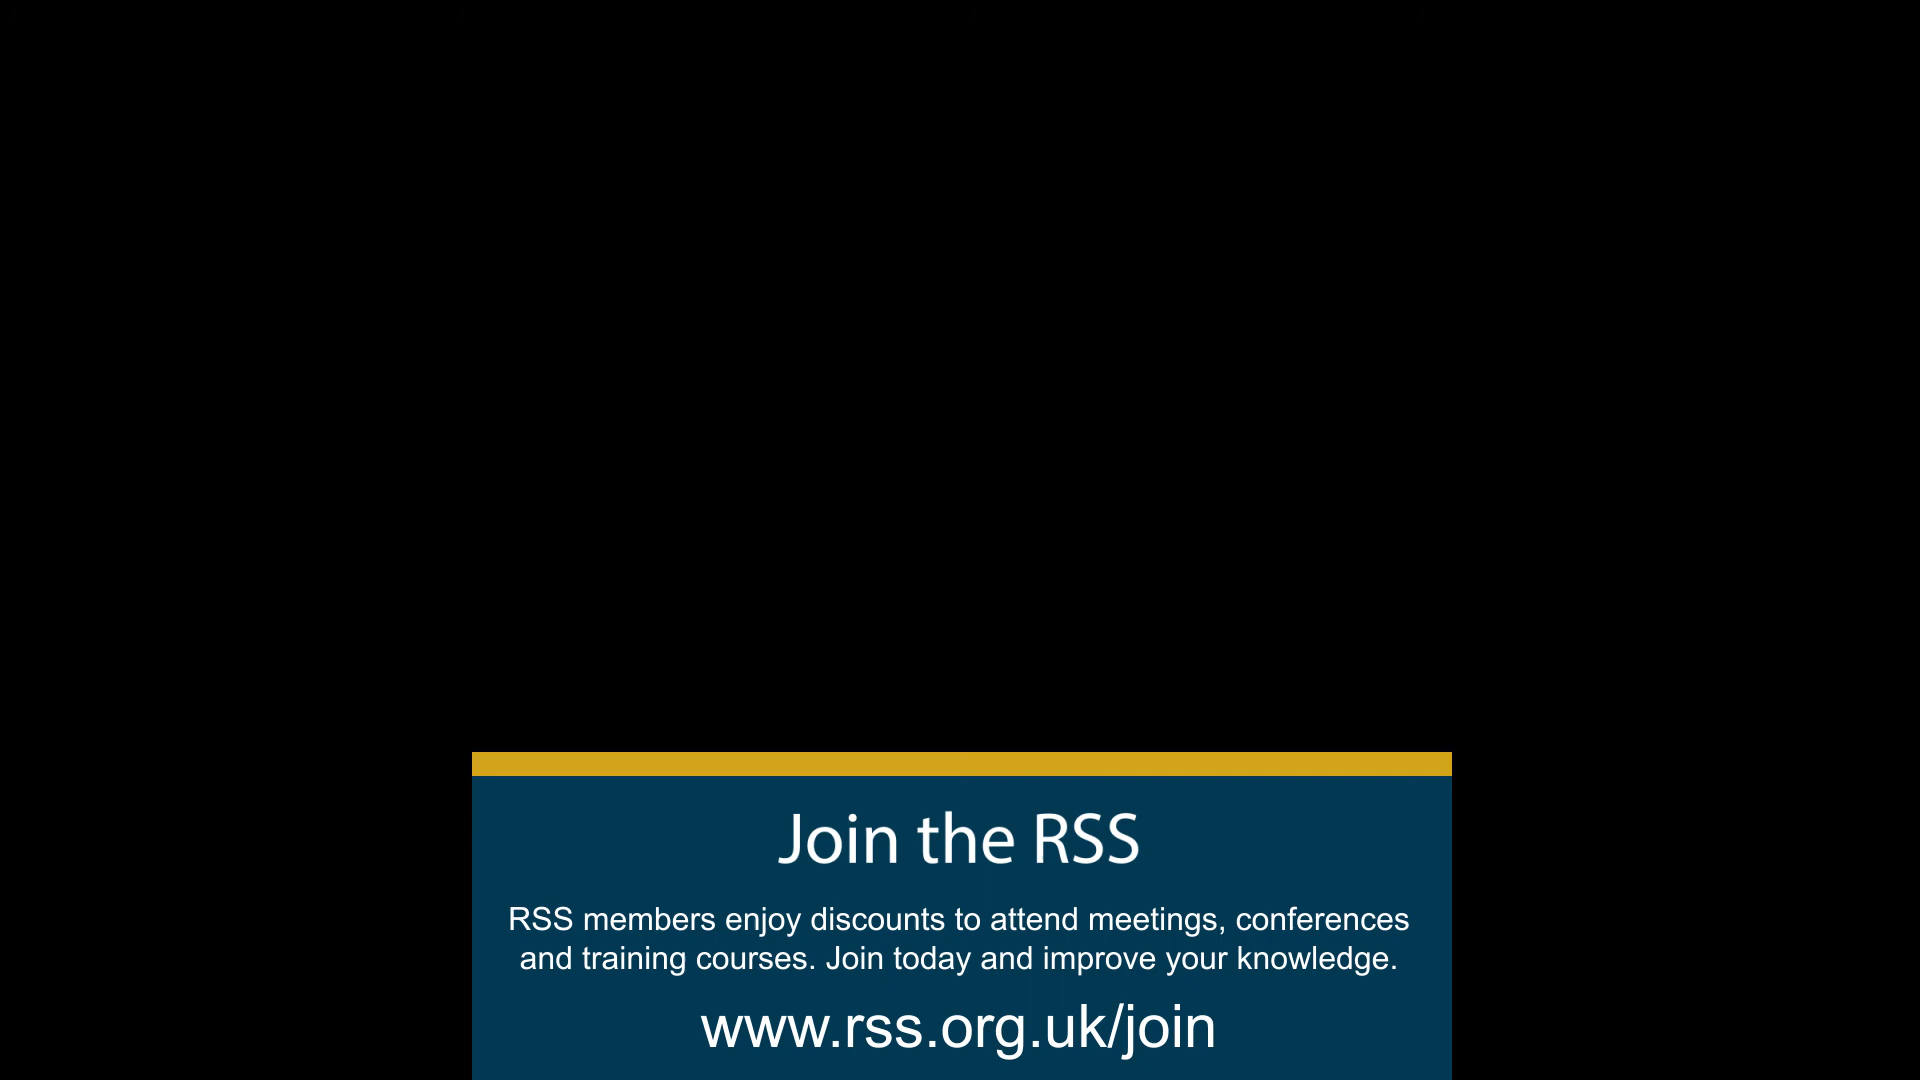 Join the RSS
RSS members enjoy discounts to attend meetings, conferences
and training courses. Join today and improve your knowledge.
www.rss.org.uk/join